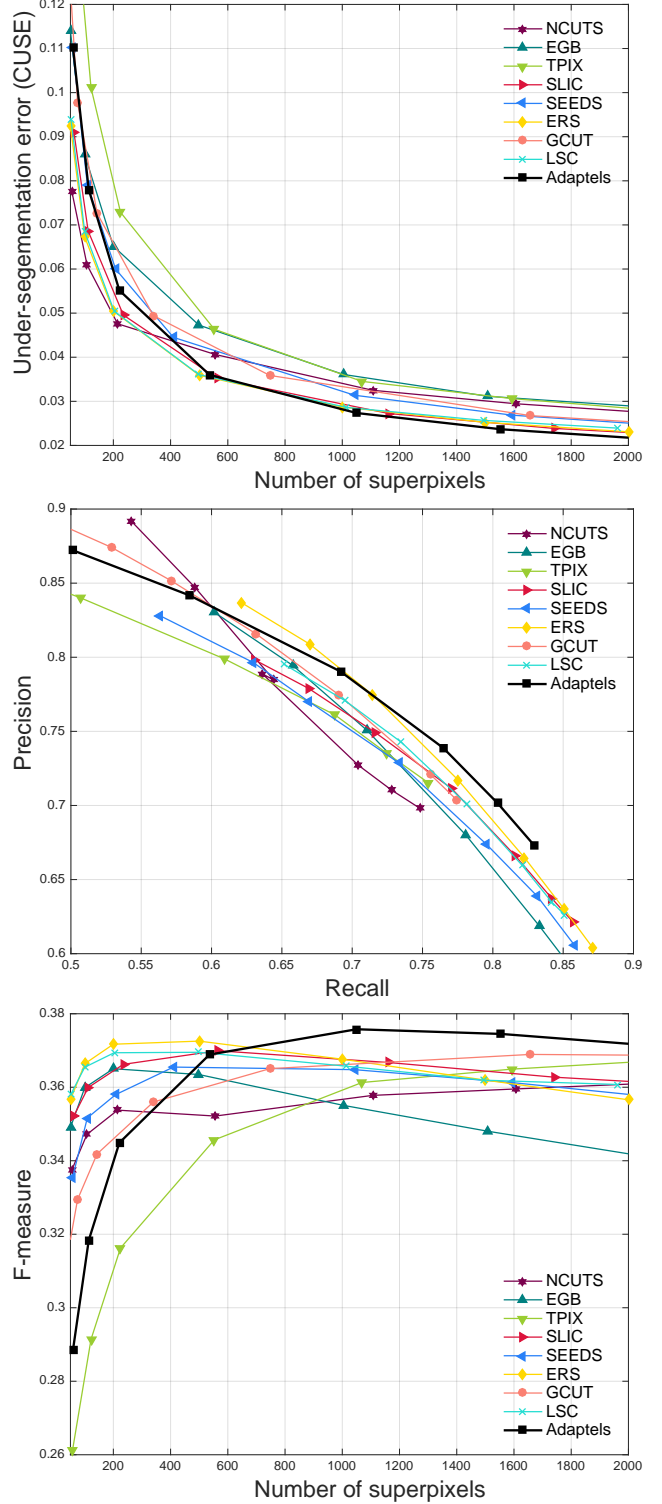 0.12
0.11
0.1
0.09
0.08
0.07
0.06
0.05
0.04
0.03
0.02
Under-segementation error (CUSE)
NCUTS
EGB
TPIX
SLIC
SEEDS
ERS
GCUT
LSC
Adaptels
200 400 600 800 1000 1200 1400 1600 1800 2000
Number of superpixels
0.9
0.85
0.8
0.75
0.7
0.65
0.6
Precision
NCUTS
EGB
TPIX
SLIC
SEEDS
ERS
GCUT
LSC
Adaptels
0.5 0.55 0.6 0.65 0.7 0.75 0.8 0.85 0.9
Recall
0.38
0.36
0.34
0.32
0.3
0.28
0.26
F-measure
NCUTS
EGB
TPIX
SLIC
SEEDS
ERS
GCUT
LSC
Adaptels
200 400 600 800 1000 1200 1400 1600 1800 2000
Number of superpixels